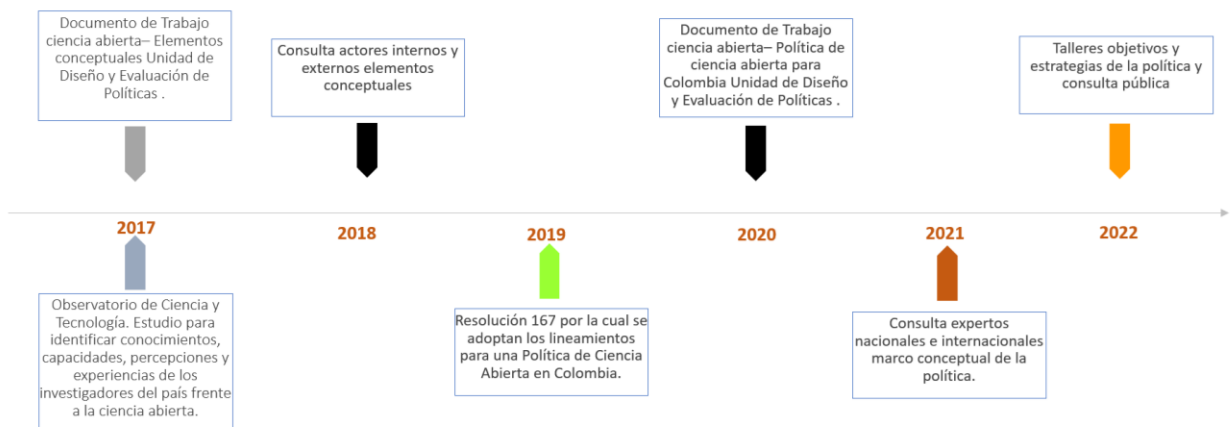 Documento de Trabajo
ciencia abierta– Elementos
conceptuales Unidad de
Diseño y Evaluación de
Políticas .
Consulta actores internos y
externos elementos
conceptuales
Documento de Trabajo
ciencia abierta– Política de
ciencia abierta para
Colombia Unidad de Diseño
y Evaluación de Políticas .
Talleres objetivos y
estrategias de la política y
consulta pública
2017
2018
2019
2020
2021
2022
Observatorio de Ciencia y
Tecnología. Estudio para
identificar conocimientos,
capacidades, percepciones y
experiencias de los
investigadores del país frente
a la ciencia abierta.
Resolución 167 por la cual se
adoptan los lineamientos
para una Política de Ciencia
Abierta en Colombia.
Consulta expertos
nacionales e internacionales
marco conceptual de la
política.